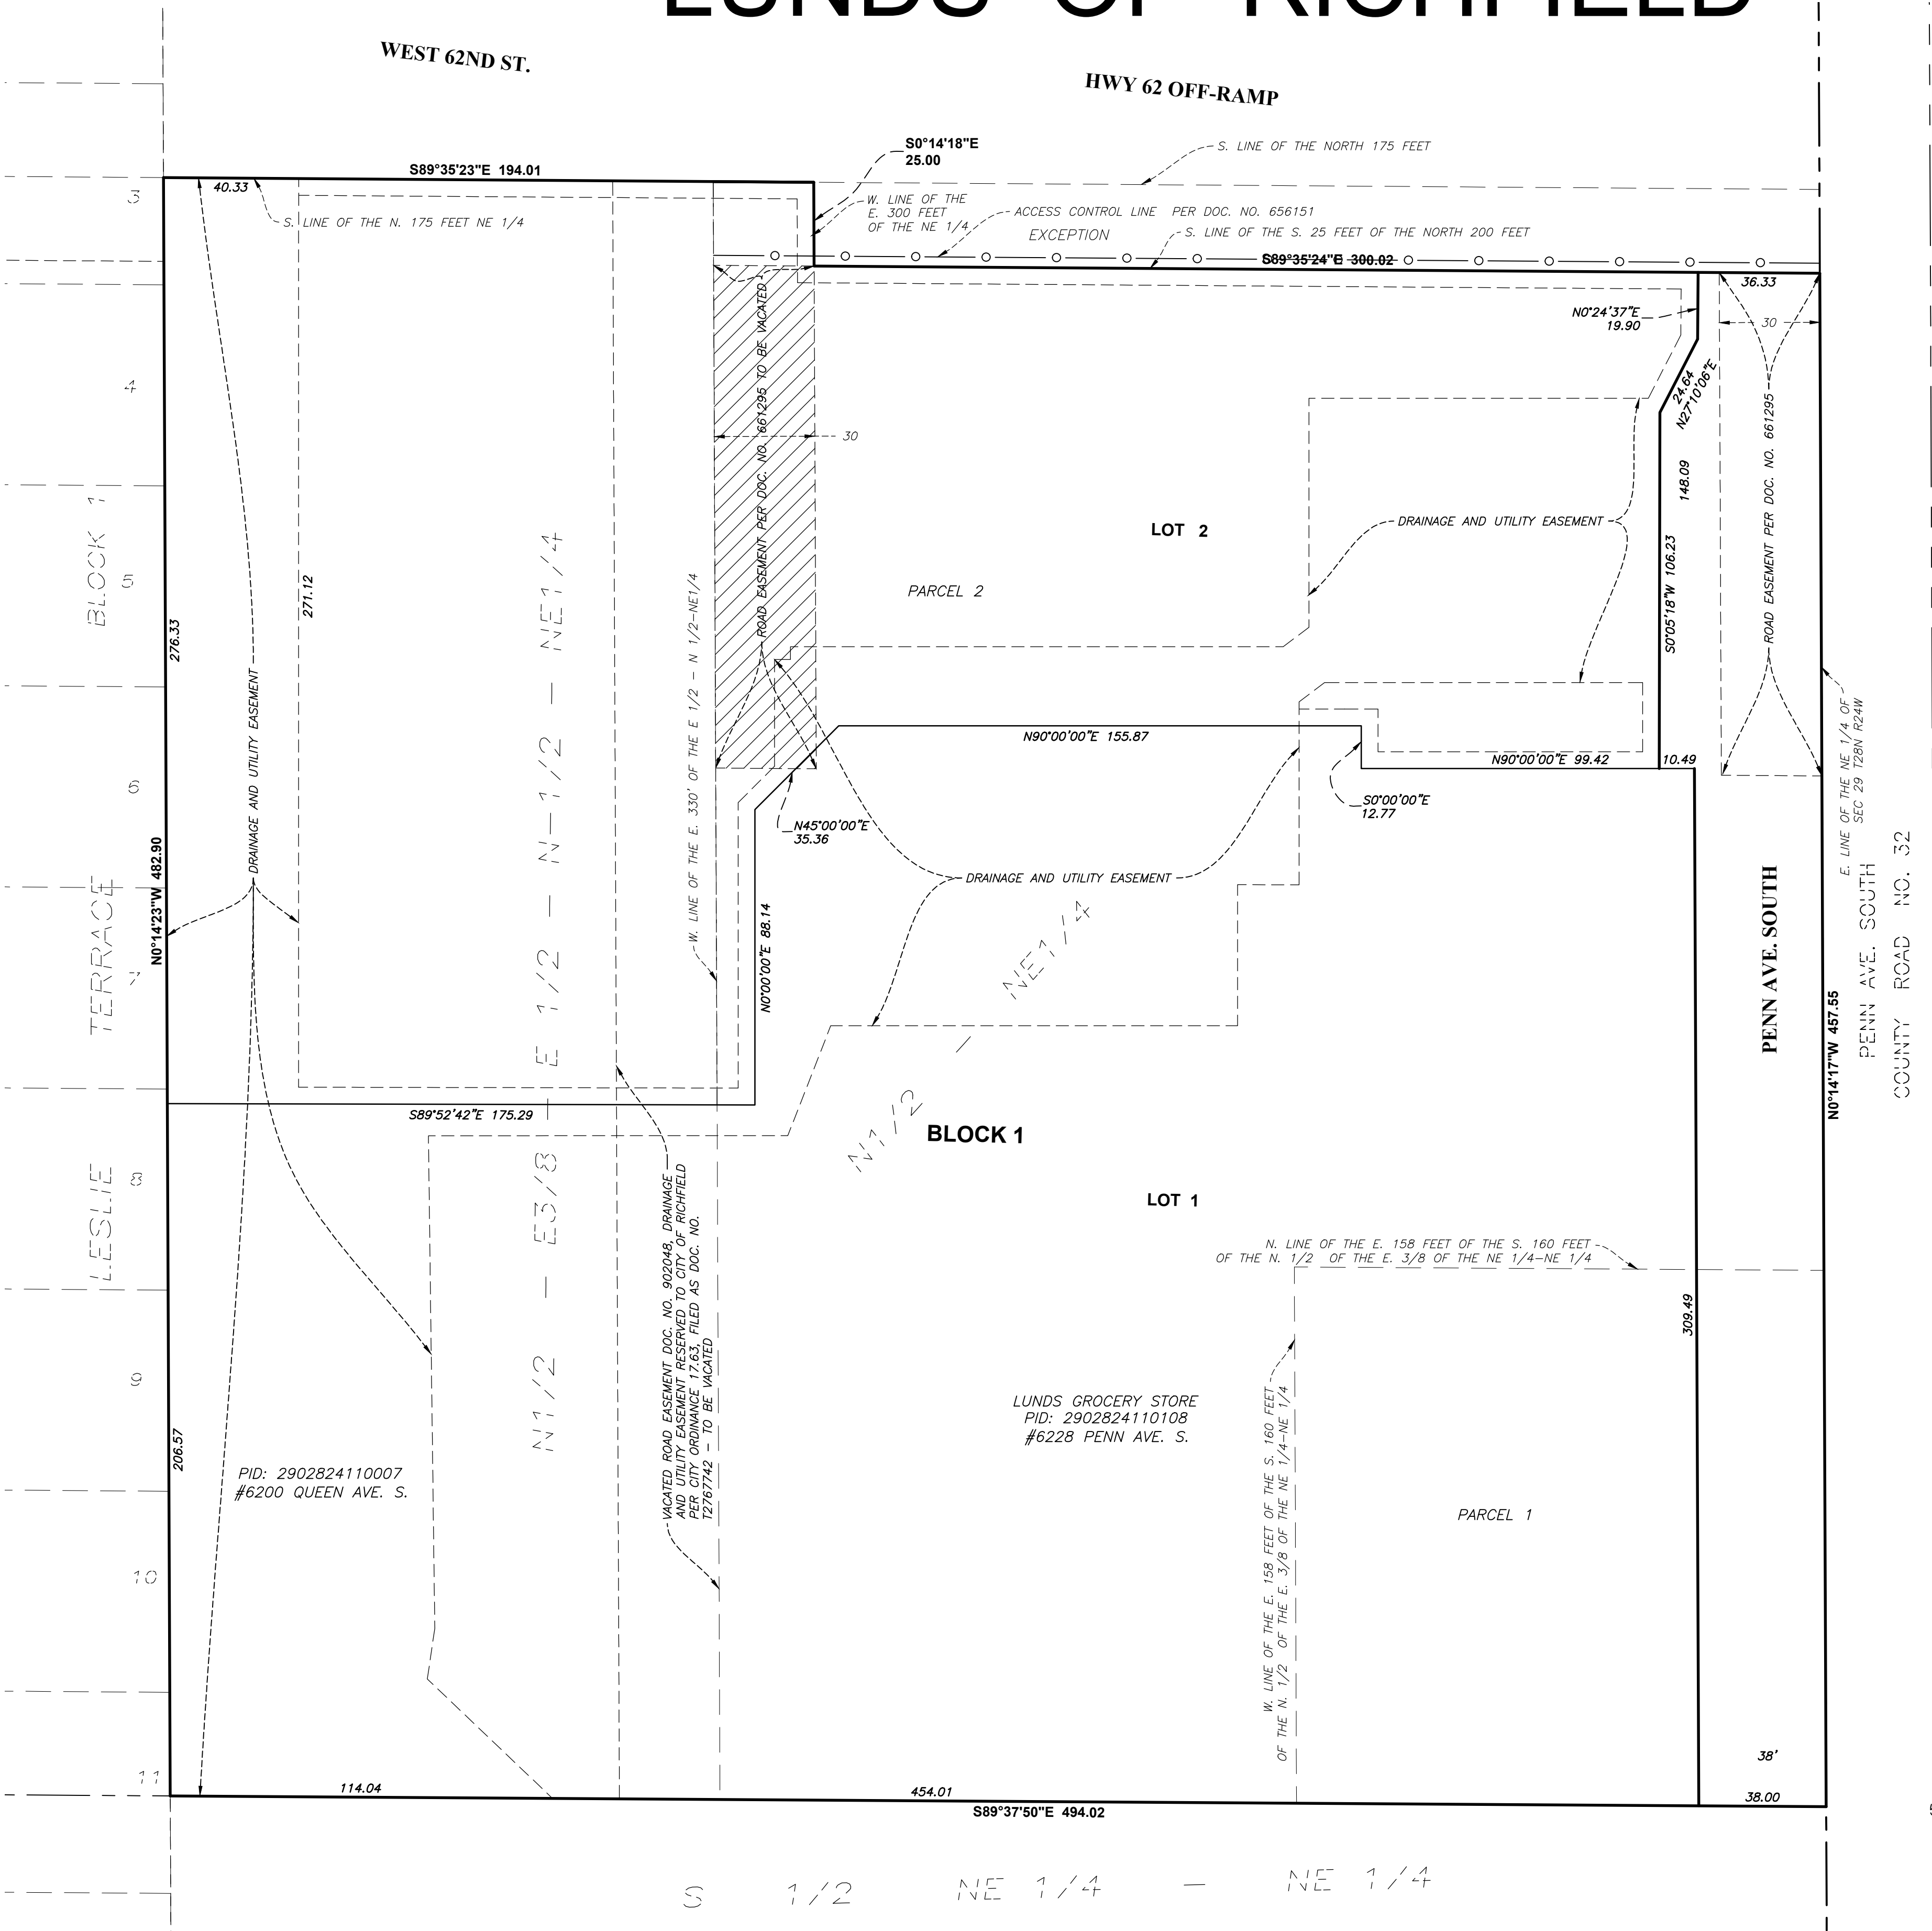 LUNDS OF RICHFIELD
WEST 62ND ST.
HWY 62 OFF-RAMP
S0°14'18"E
25.00
S. LINE OF THE NORTH 175 FEET
S89°35'23"E 194.01
40.33
S. LINE OF THE N. 175 FEET NE 1/4
W. LINE OF THE
E. 300 FEET
OF THE NE 1/4
ACCESS CONTROL LINE PER DOC. NO. 656151
EXCEPTION
S. LINE OF THE S. 25 FEET OF THE NORTH 200 FEET
S89°35'24"E 300.02
36.33
N0°24'37"E
19.90
30
24.64
N27°10'06"E
ROAD EASEMENT PER DOC. NO. 661295 TO BE VACATED
30
ROAD EASEMENT PER DOC. NO. 661295
148.09
S0°05'18"W 106.23
LOT 2
DRAINAGE AND UTILITY EASEMENT
PARCEL 2
3
4
5
6
7
8
9
10
11
BLOCK 1
LESLIE TERRACE
276.33
271.12
DRAINAGE AND UTILITY EASEMENT
N0°14'23"W 482.90
E 1/2 - N-1/2 - NE1/4
W. LINE OF THE E. 330' OF THE E 1/2 - N 1/2-NE1/4
N90°00'00"E 155.87
N90°00'00"E 99.42
10.49
S0°00'00"E
12.77
N45°00'00"E
35.36
N0°00'00"E 88.14
DRAINAGE AND UTILITY EASEMENT
E. LINE OF THE NE 1/4 OF
SEC 29 T28N R24W
PENN AVE. SOUTH
PENN AVE. SOUTH
COUNTY ROAD NO. 32
N0°14'17"W 457.55
S89°52'42"E 175.29
N1/2 - NE1/4
BLOCK 1
LOT 1
N1/2 - E3/8
VACATED ROAD EASEMENT DOC. NO. 902048, DRAINAGE
AND UTILITY EASEMENT RESERVED TO CITY OF RICHFIELD
PER CITY ORDINANCE 17.63, FILED AS DOC. NO.
T2767742 - TO BE VACATED
N. LINE OF THE E. 158 FEET OF THE S. 160 FEET
OF THE N. 1/2 OF THE E. 3/8 OF THE NE 1/4-NE 1/4
309.49
W. LINE OF THE E. 158 FEET OF THE S. 160 FEET
OF THE N. 1/2 OF THE E. 3/8 OF THE NE 1/4-NE 1/4
LUNDS GROCERY STORE
PID: 2902824110108
#6228 PENN AVE. S.
206.57
PID: 2902824110007
#6200 QUEEN AVE. S.
PARCEL 1
38'
114.04
454.01
38.00
S89°37'50"E 494.02
S 1/2 NE 1/4 - NE 1/4